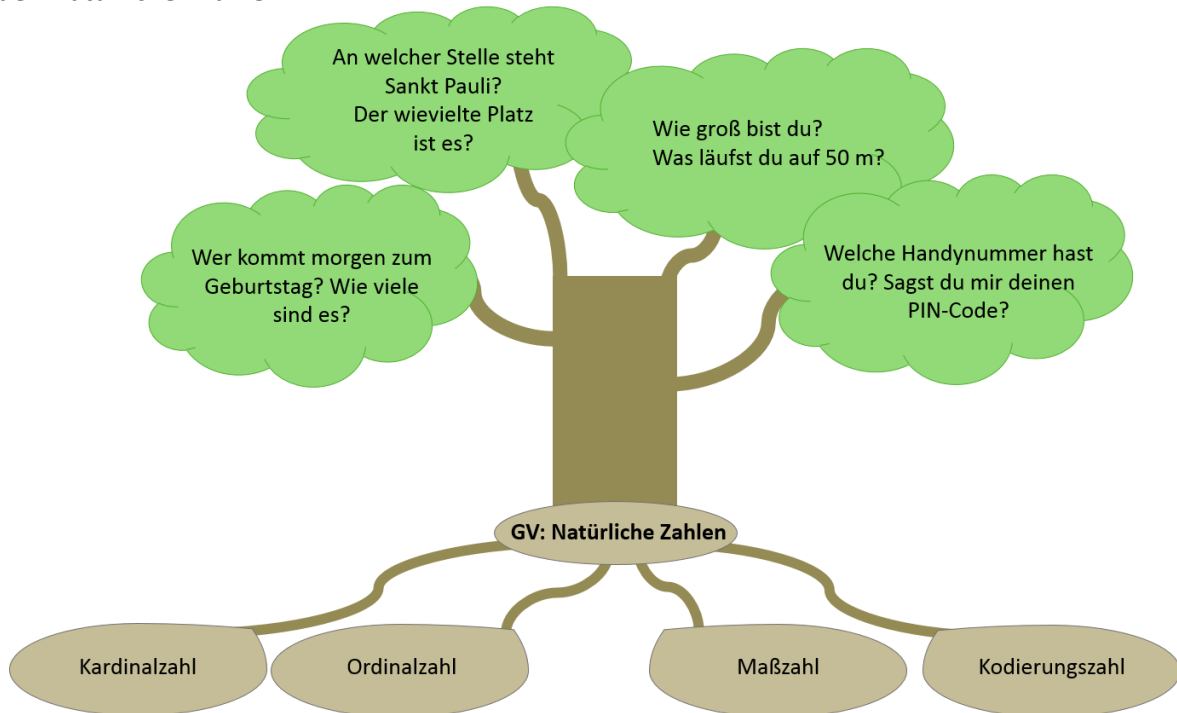 An welcher Stelle steht
Sankt Pauli?
Der wievielte Platz
ist es?
Wie groß bist du?
Was läufst du auf 50 m?
Wer kommt morgen zum
Geburtstag? Wie viele
sind es?
Welche Handynummer hast
du? Sagst du mir deinen
PIN-Code?
GV: Natürliche Zahlen
Kardinalzahl
Ordinalzahl
Maßzahl
Kodierungszahl